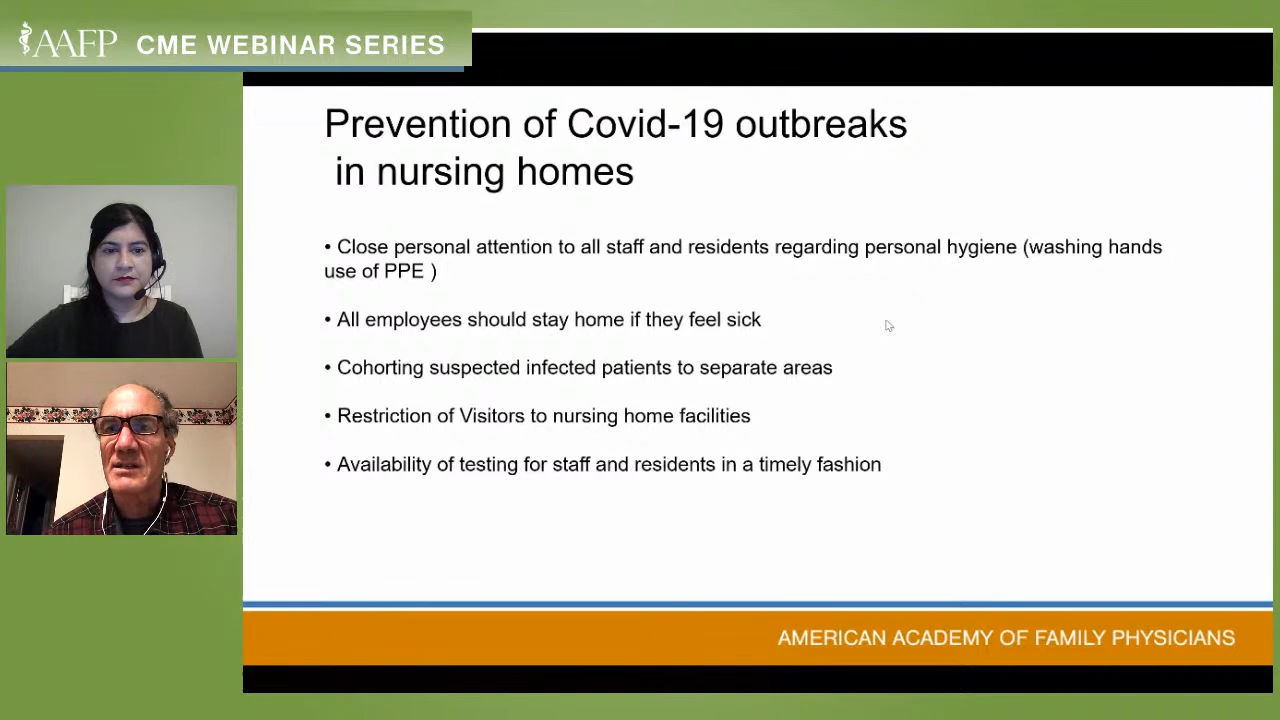 AAFP CME WEBINAR SERIES
Prevention of Covid-19 outbreaks
in nursing homes
• Close personal attention to all staff and residents regarding personal hygiene (washing hands
use of PPE )
• All employees should stay home if they feel sick
• Cohorting suspected infected patients to separate areas
• Restriction of Visitors to nursing home facilities
• Availability of testing for staff and residents in a timely fashion
AMERICAN ACADEMY OF FAMILY PHYSICIANS